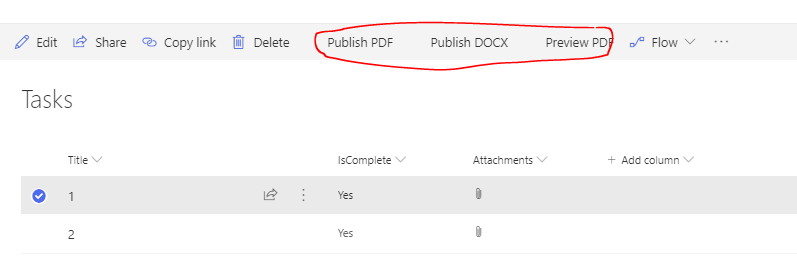 Edit Share Copy link Delete Publish PDF Publish DOCX Preview PDF Flow ...
Tasks
Title IsComplete Attachments + Add column
1 Yes
2 Yes